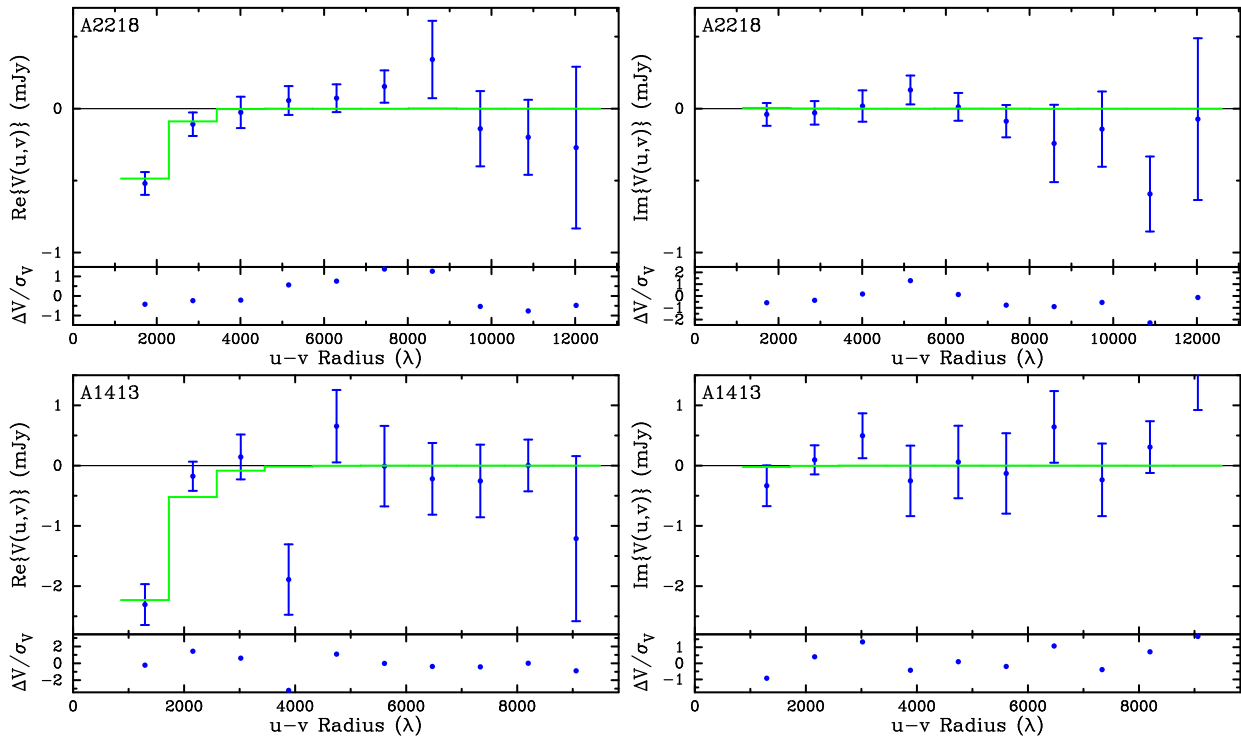 A2218
Re{V(u,v)} (mJy)
0
−1
ΔV/σV
1
0
−1
0 2000 4000 6000 8000 10000 12000
u−v Radius (λ)
A2218
Im{V(u,v)} (mJy)
0
−1
ΔV/σV
2
1
0
−1
−2
0 2000 4000 6000 8000 10000 12000
u−v Radius (λ)
A1413
Re{V(u,v)} (mJy)
1
0
−1
−2
ΔV/σV
2
0
−2
0 2000 4000 6000 8000
u−v Radius (λ)
A1413
Im{V(u,v)} (mJy)
1
0
−1
−2
ΔV/σV
1
0
−1
0 2000 4000 6000 8000
u−v Radius (λ)